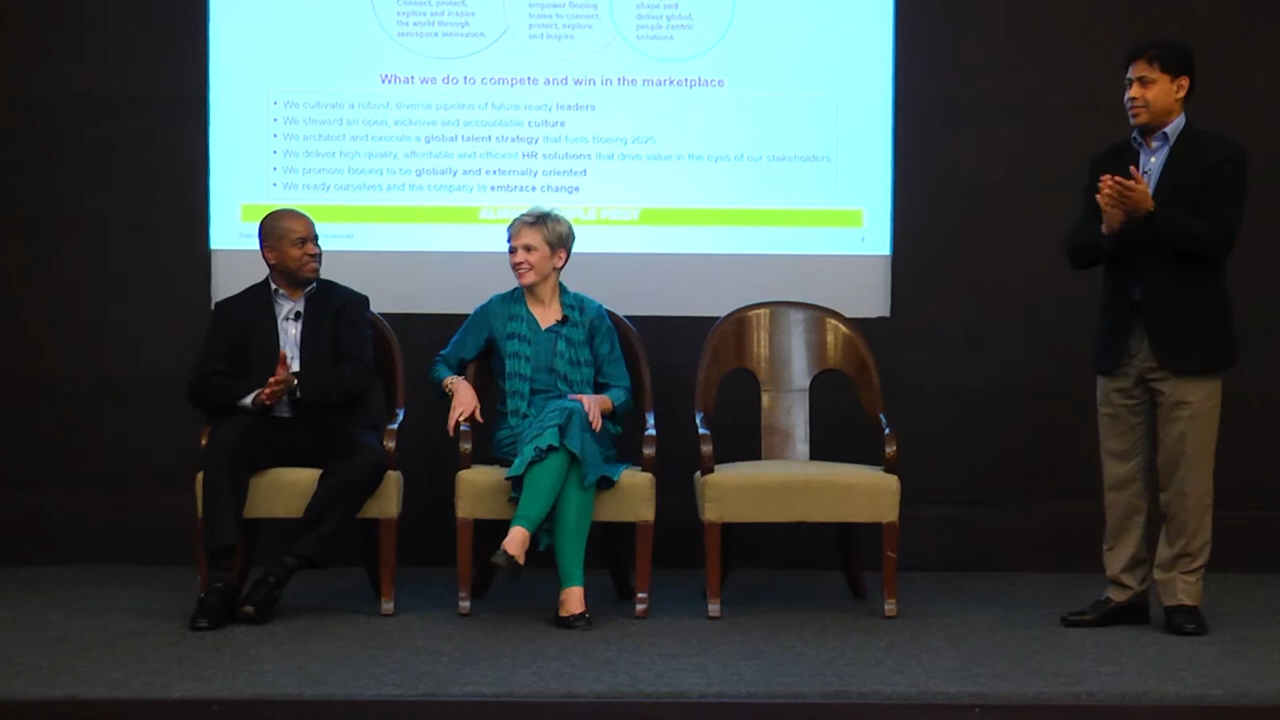 Connect, protect,
explore and inspire
the world through
aerospace innovation.
empower Boeing
teams to connect,
protect, explore
and inspire.
shape and
deliver global,
people centric
solutions.
What we do to compete and win in the marketplace
• We cultivate a robust, diverse pipeline of future ready leaders
• We steward an open, inclusive and accountable culture
• We architect and execute a global talent strategy that fuels Boeing 2025
• We deliver high-quality, affordable and efficient HR solutions that drive value in the eyes of our stakeholders
• We promote Boeing to be globally and externally oriented
• We ready ourselves and the company to embrace change
FIRST